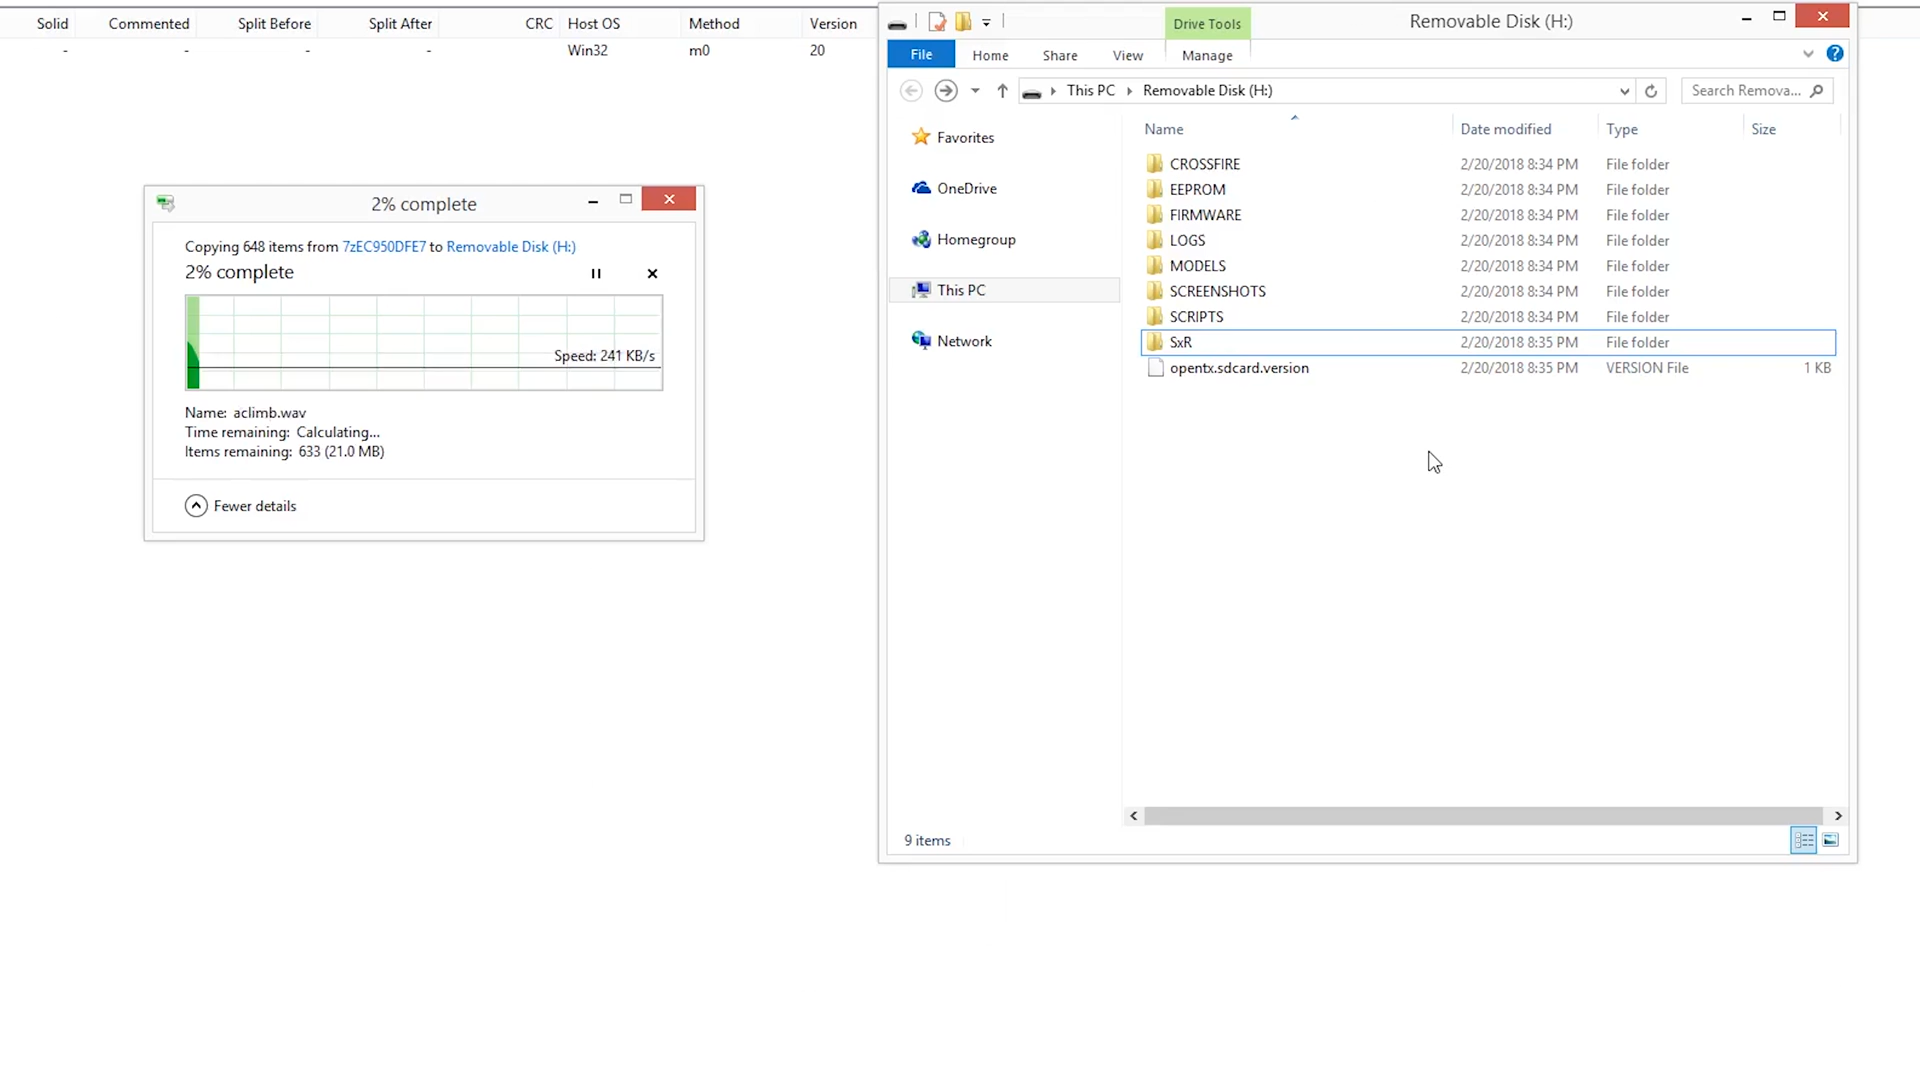 Solid Commented Split Before Split After CRC Host OS Method Version
- - - - Win32 m0 20
2% complete
Copying 648 items from 7zEC950DFE7 to Removable Disk (H:)
2% complete
Speed: 241 KB/s
Name: aclimb.wav
Time remaining: Calculating...
Items remaining: 633 (21.0 MB)
Fewer details
Drive Tools
Removable Disk (H:)
File Home Share View Manage
This PC Removable Disk (H:)
Search Remova...
Favorites
OneDrive
Homegroup
This PC
Network
Name Date modified Type Size
CROSSFIRE 2/20/2018 8:34 PM File folder
EEPROM 2/20/2018 8:34 PM File folder
FIRMWARE 2/20/2018 8:34 PM File folder
LOGS 2/20/2018 8:34 PM File folder
MODELS 2/20/2018 8:34 PM File folder
SCREENSHOTS 2/20/2018 8:34 PM File folder
SCRIPTS 2/20/2018 8:34 PM File folder
SxR 2/20/2018 8:35 PM File folder
opentx.sdcard.version 2/20/2018 8:35 PM VERSION File 1 KB
9 items